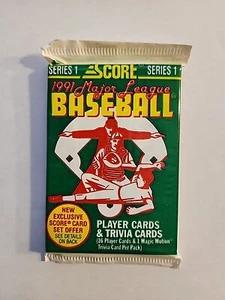 SERIES 1 SCORE SERIES 1
1991 Major League
BASEBALL
NEW
EXCLUSIVE
SCORE® CARD
SET OFFER
SEE DETAILS
ON BACK
PLAYER CARDS
& TRIVIA CARDS
(16 Player Cards & 1 Magic Motion
Trivia Card Per Pack)